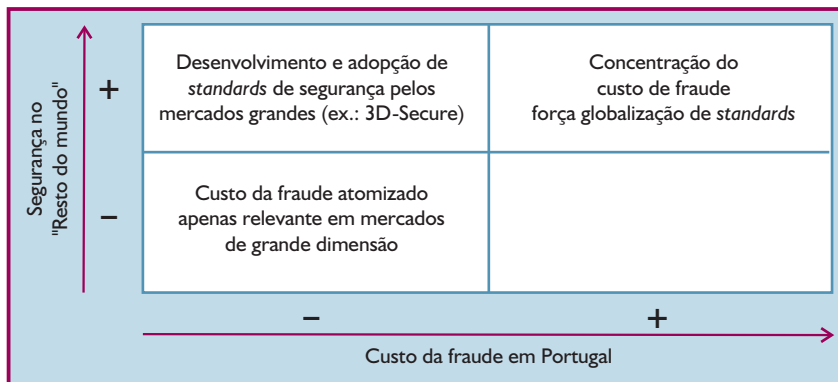 Segurança no
"Resto do mundo"
+
Desenvolvimento e adopção de
standards de segurança pelos
mercados grandes (ex.: 3D-Secure)
Concentração do
custo de fraude
força globalização de standards
–
Custo da fraude atomizado
apenas relevante em mercados
de grande dimensão
–
+
Custo da fraude em Portugal